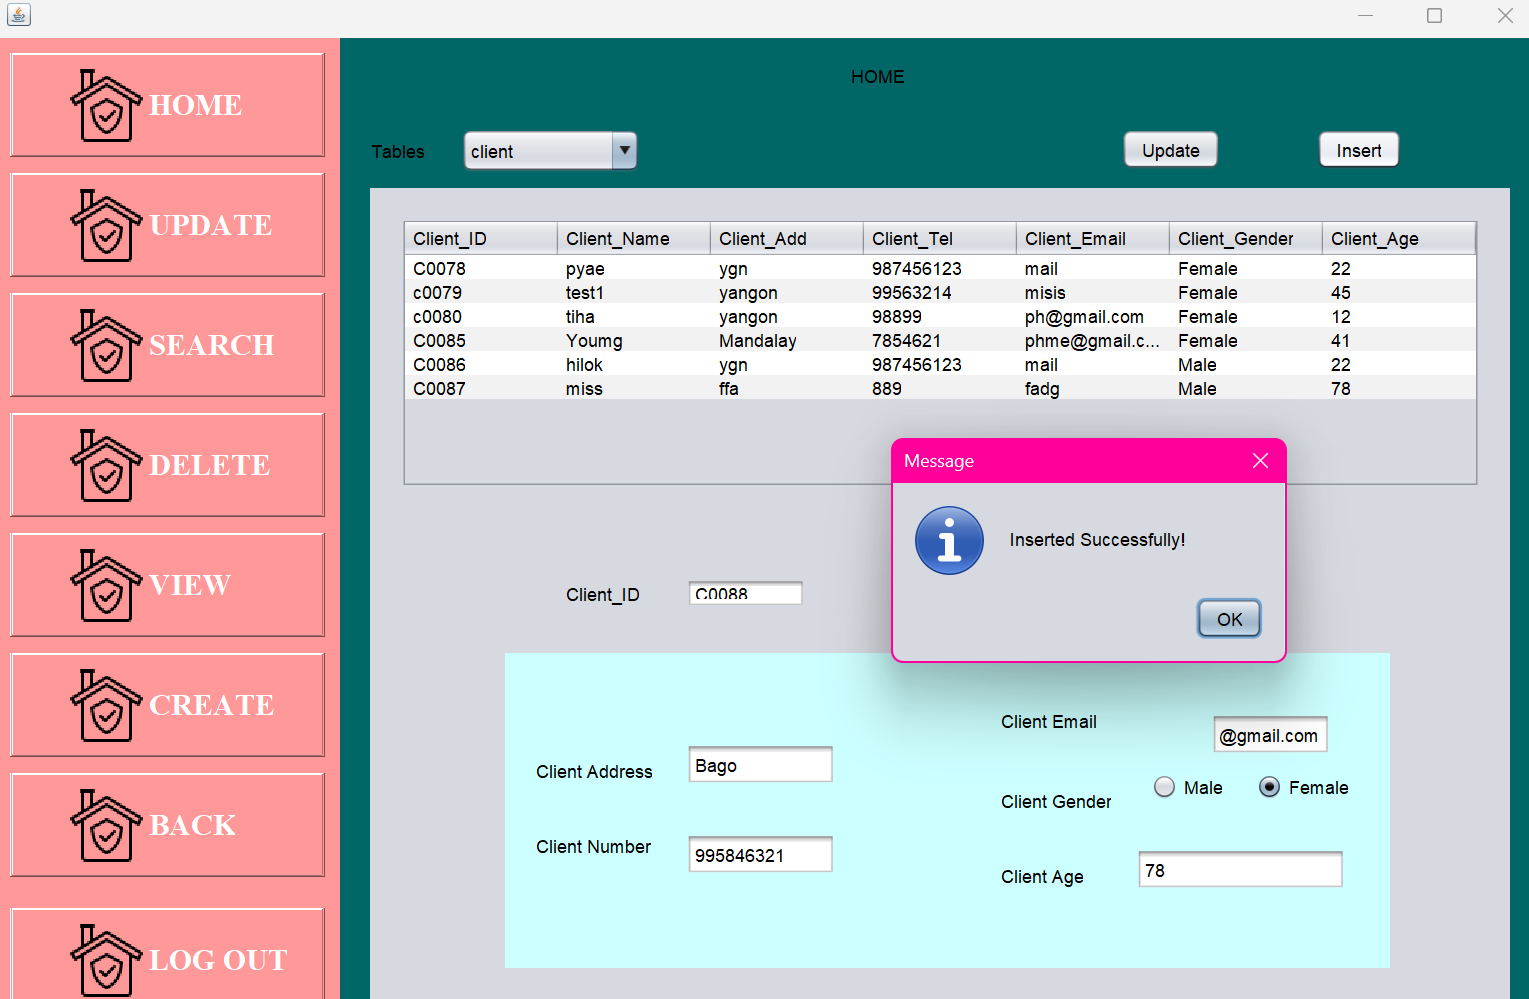 HOME
UPDATE
SEARCH
DELETE
VIEW
CREATE
BACK
LOG OUT
HOME
Tables client Update Insert
Client_ID Client_Name Client_Add Client_Tel Client_Email Client_Gender Client_Age
C0078 pyae ygn 987456123 mail Female 22
c0079 test1 yangon 99563214 misis Female 45
c0080 tiha yangon 98899 ph@gmail.com Female 12
C0085 Youmg Mandalay 7854621 phme@gmail.c... Female 41
C0086 hilok ygn 987456123 mail Male 22
C0087 miss ffa 889 fadg Male 78
Message
Inserted Successfully!
OK
Client_ID C0088
Client Address Bago
Client Number 995846321
Client Email @gmail.com
Client Gender Male Female
Client Age 78